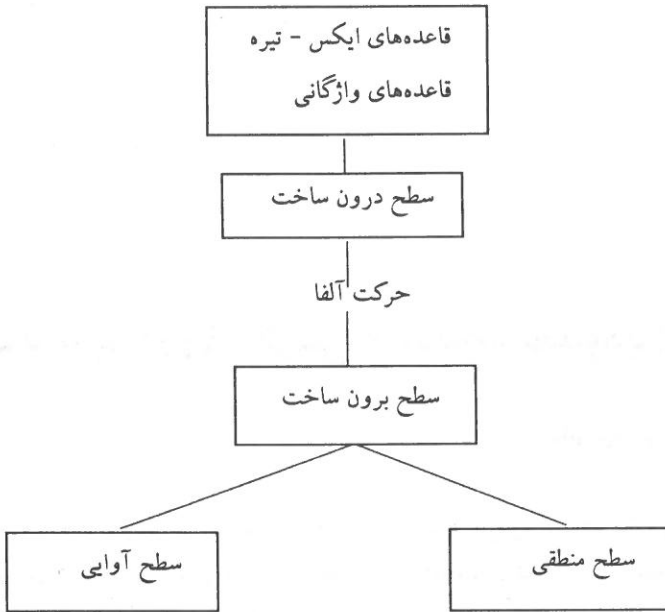 قاعده‌های ایکس - تیره
قاعده‌های واژگانی
سطح درون ساخت
حرکت آلفا
سطح برون ساخت
سطح منطقی
سطح آوایی